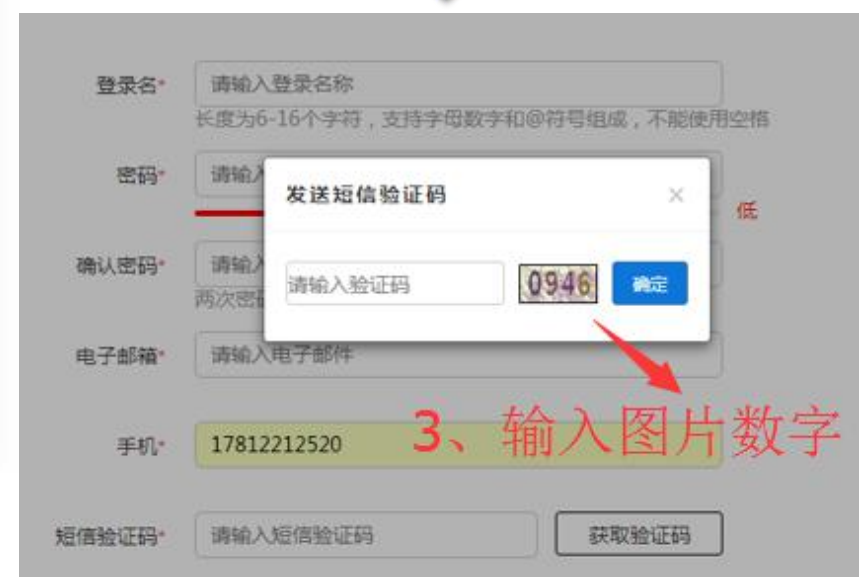 登录名* 请输入登录名称
长度为6-16个字符，支持字母数字和@符号组成，不能使用空格
密码* 请输入
低
发送短信验证码 ×
确认密码* 请输入
两次密
请输入验证码 0946 确定
电子邮箱* 请输入电子邮件
3、输入图片数字
手机* 17812212520
短信验证码* 请输入短信验证码 获取验证码